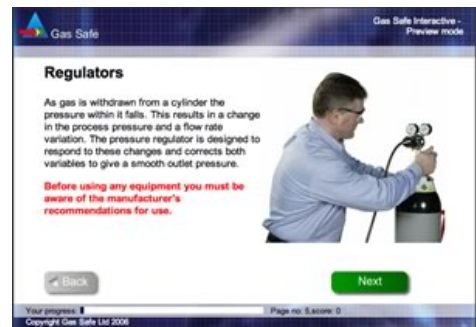 Gas Safe
Gas Safe Interactive -
Preview mode
Regulators
As gas is withdrawn from a cylinder the
pressure within it falls. This results in a change
in the process pressure and a flow rate
variation. The pressure regulator is designed to
respond to these changes and corrects both
variables to give a smooth outlet pressure.
Before using any equipment you must be
aware of the manufacturer's
recommendations for use.
Back
Next
Your progress:
Page no: 5,score: 0
Copyright Gas Safe Ltd 2006